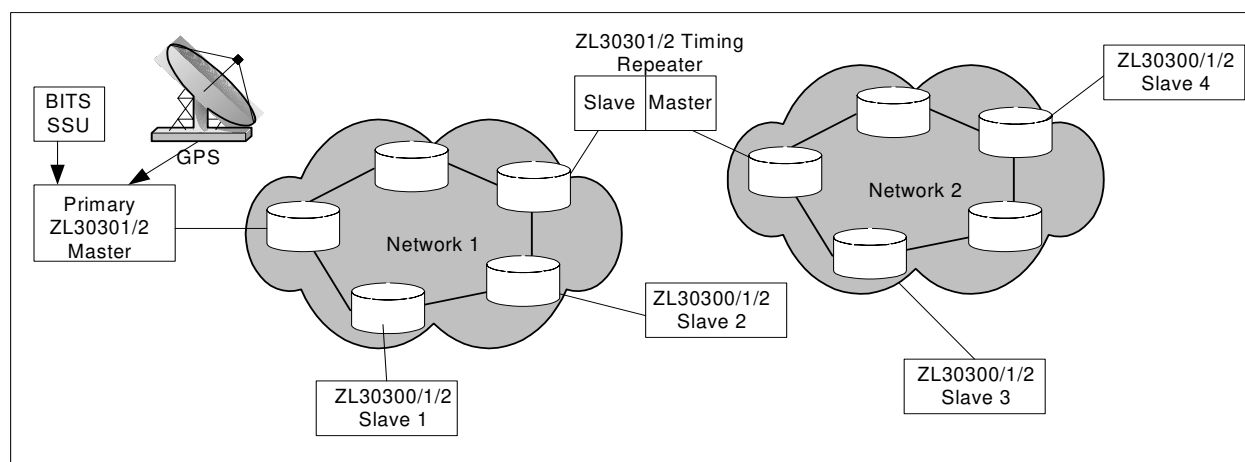 ZL30301/2 Timing
Repeater
Slave
Master
ZL30300/1/2
Slave 4
BITS
SSU
GPS
Primary
ZL30301/2
Master
Network 1
Network 2
ZL30300/1/2
Slave 2
ZL30300/1/2
Slave 1
ZL30300/1/2
Slave 3